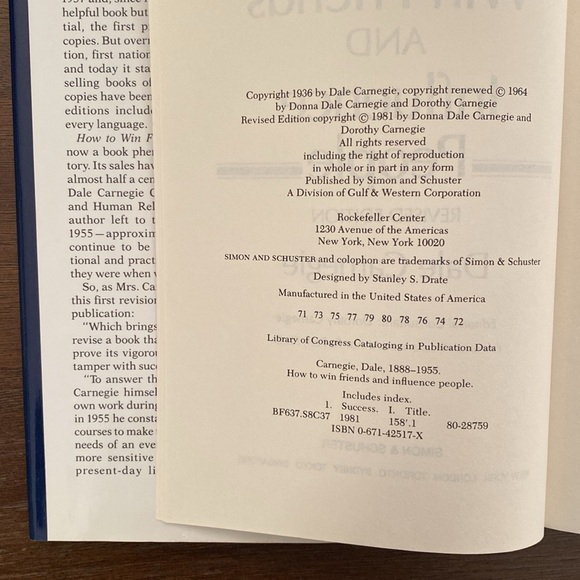 1937 and, since
helpful book but
tial, the first p
copies. But over
tion, first nation
and today it sta
selling books of
copies have been
editions include
every language.
How to Win F
now a book phen
tory. Its sales hav
almost half a cen
Dale Carnegie C
and Human Rel
author left to t
1955—approxim
continue to be
tional and pract
they were when w
So, as Mrs. Ca
this first revision
publication:
"Which brings
revise a book tha
prove its vigoro
tamper with succ
"To answer th
Carnegie himsel
own work during
in 1955 he consta
courses to make
needs of an eve
more sensitive
present-day li
AND
Copyright 1936 by Dale Carnegie, copyright renewed © 1964
by Donna Dale Carnegie and Dorothy Carnegie
Revised Edition copyright © 1981 by Donna Dale Carnegie and
Dorothy Carnegie
All rights reserved
including the right of reproduction
in whole or in part in any form
Published by Simon and Schuster
A Division of Gulf & Western Corporation
Rockefeller Center
1230 Avenue of the Americas
New York, New York 10020
SIMON AND SCHUSTER and colophon are trademarks of Simon & Schuster
Designed by Stanley S. Drate
Manufactured in the United States of America
71 73 75 77 79 80 78 76 74 72
Library of Congress Cataloging in Publication Data
Carnegie, Dale, 1888–1955.
How to win friends and influence people.
Includes index.
1. Success. I. Title.
BF637.S8C37 1981 158'.1 80-28759
ISBN 0-671-42517-X